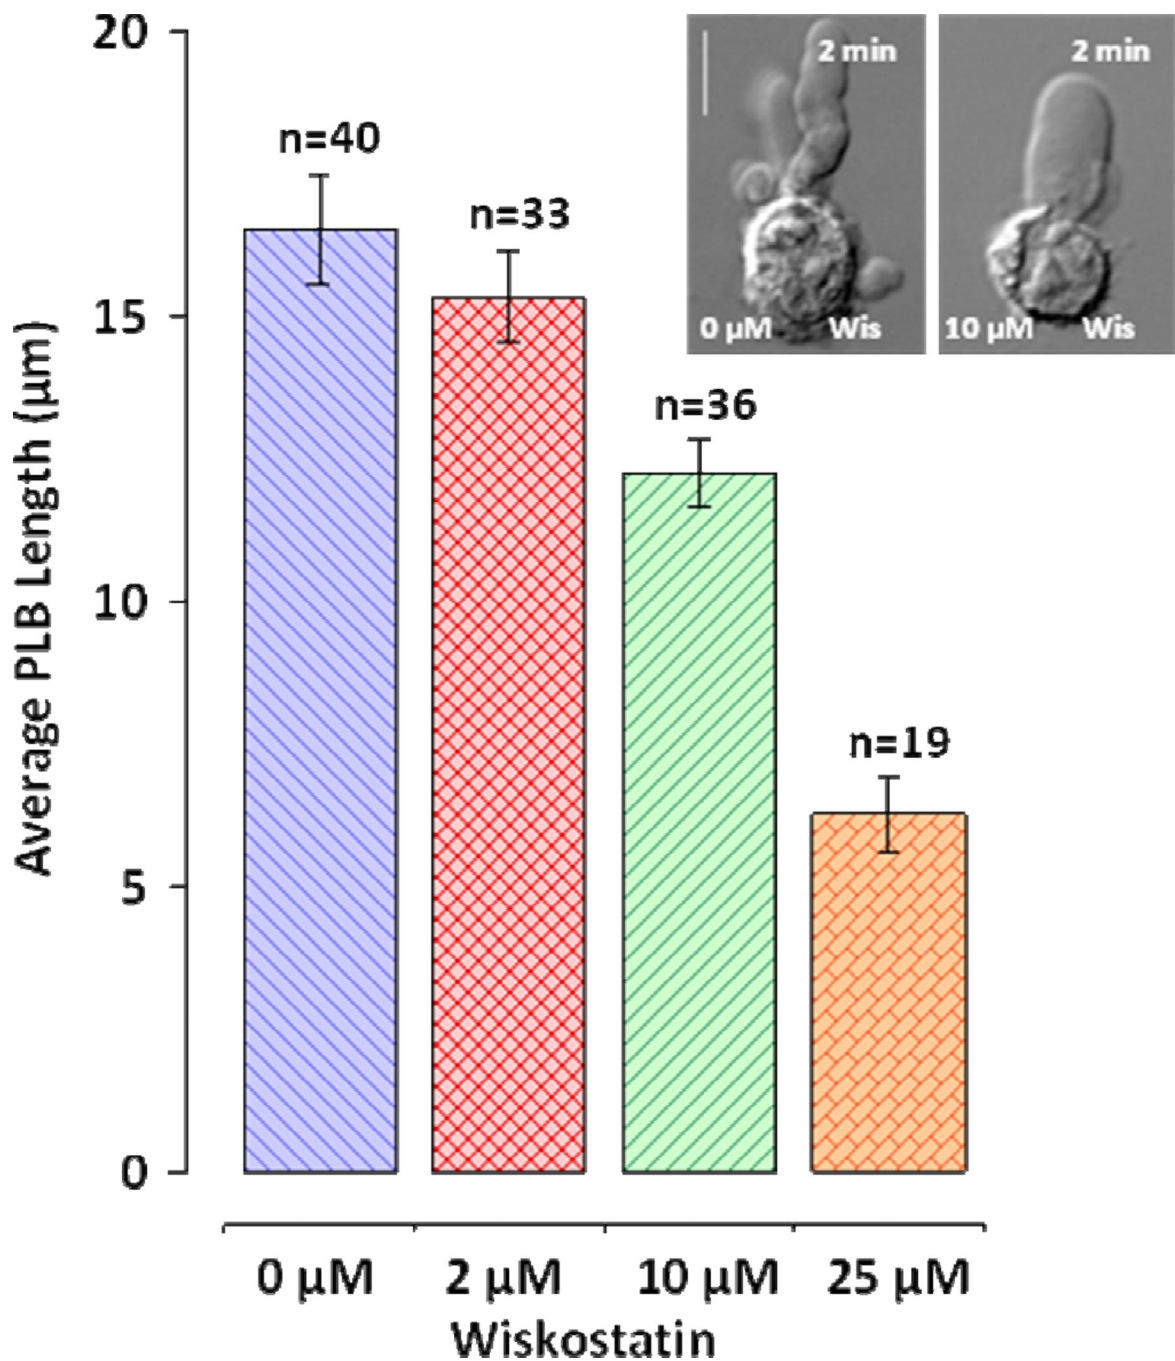 20
15
10
5
0
Average PLB Length (µm)
n=40
n=33
n=36
n=19
2 min
0 µM Wis
2 min
10 µM Wis
0 µM 2 µM 10 µM 25 µM
Wiskostatin